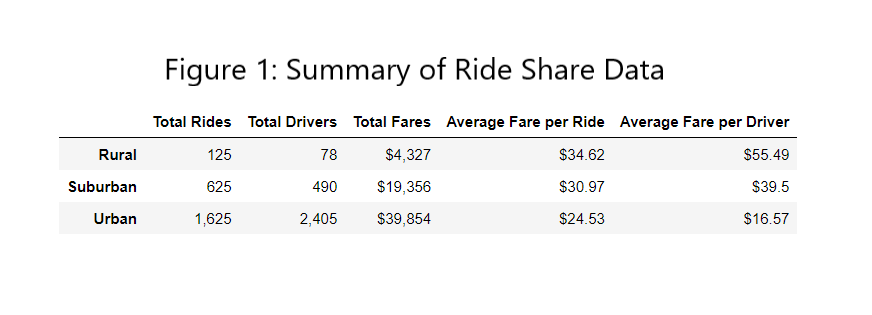 Figure 1: Summary of Ride Share Data
Total Rides Total Drivers Total Fares Average Fare per Ride Average Fare per Driver
Rural 125 78 $4,327 $34.62 $55.49
Suburban 625 490 $19,356 $30.97 $39.5
Urban 1,625 2,405 $39,854 $24.53 $16.57